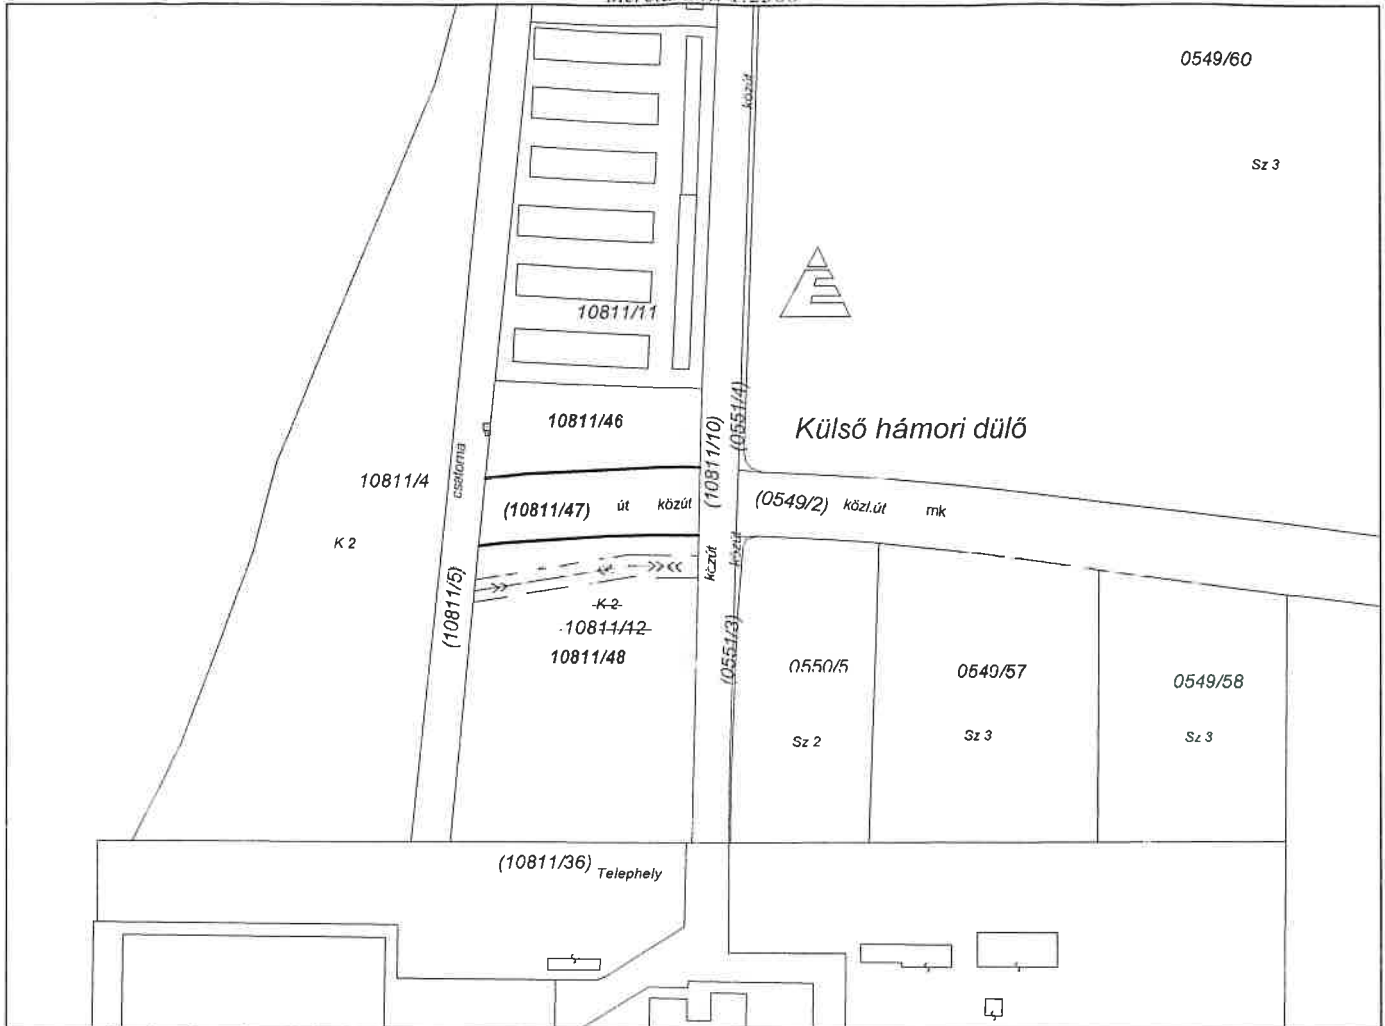 0549/60
közút
Sz 3
10811/11
(0551/4)
10811/46
(10811/10)
Külső hámori dülő
csatorna
10811/4
(10811/47) út közút
(0549/2) közl.út mk
K 2
közút
közút
(10811/5)
K 2
10811/12
10811/48
(0551/3)
0550/5
0549/57
0549/58
Sz 2
Sz 3
Sz 3
(10811/36) Telephely